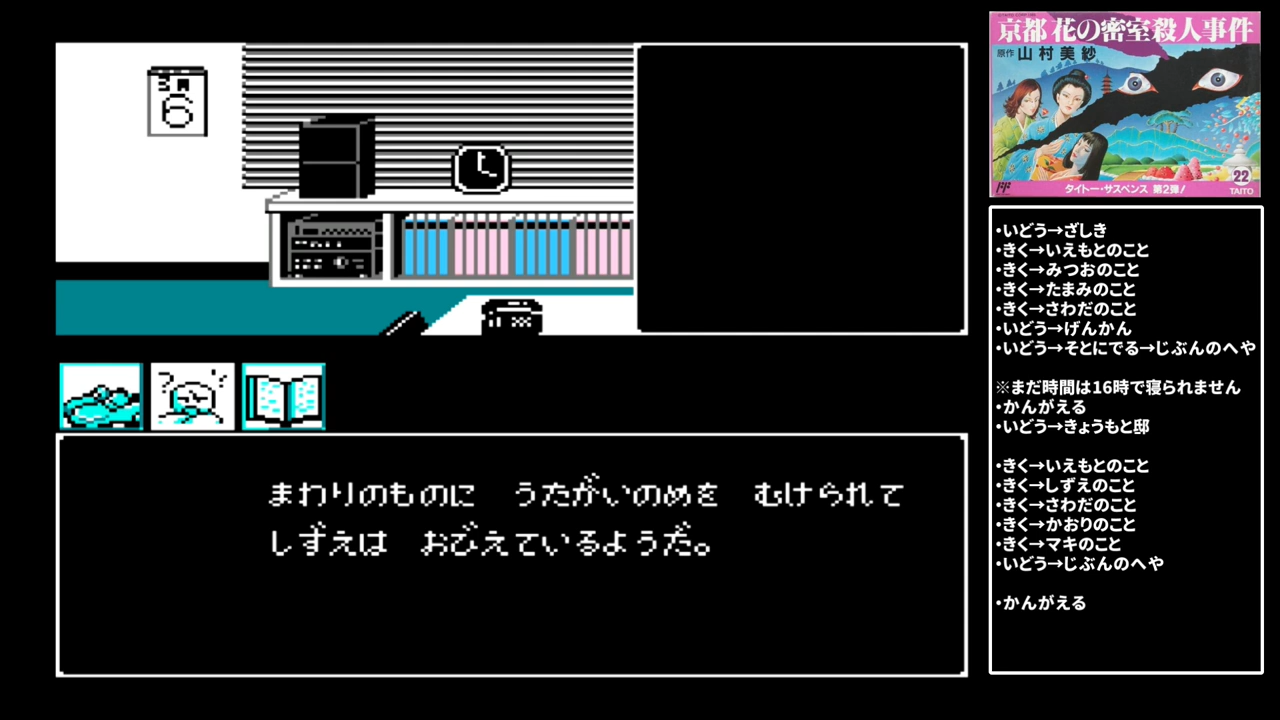 3月
6
まわりのものに　うたがいのめを　むけられて
しずえは　おびえているようだ。
京都 花の密室殺人事件
原作 山村美紗
22
タイトー・サスペンス 第2弾!
TAITO
・いどう→ざしき
・きく→いえもとのこと
・きく→みつおのこと
・きく→たまみのこと
・きく→さわだのこと
・いどう→げんかん
・いどう→そとにでる→じぶんのへや
※まだ時間は16時で寝られません
・かんがえる
・いどう→きょうもと邸
・きく→いえもとのこと
・きく→しずえのこと
・きく→さわだのこと
・きく→かおりのこと
・きく→マキのこと
・いどう→じぶんのへや
・かんがえる